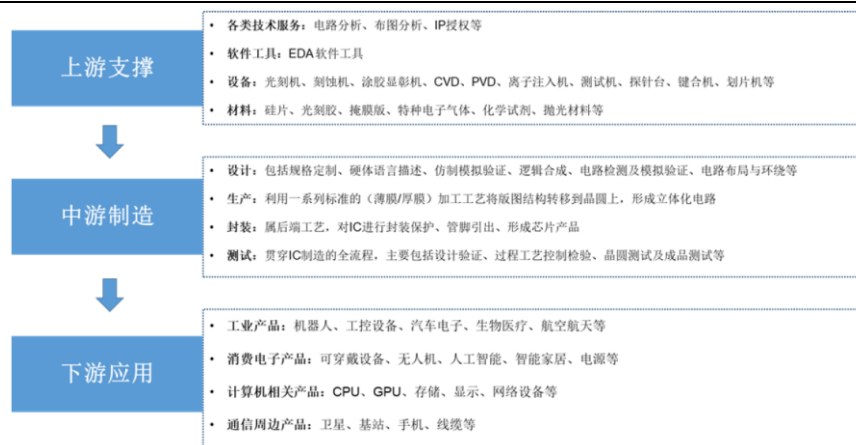 上游支撑
• 各类技术服务：电路分析、布图分析、IP授权等
• 软件工具：EDA软件工具
• 设备：光刻机、刻蚀机、涂胶显影机、CVD、PVD、离子注入机、测试机、探针台、键合机、划片机等
• 材料：硅片、光刻胶、掩膜版、特种电子气体、化学试剂、抛光材料等
中游制造
• 设计：包括规格定制、硬体语言描述、仿制模拟验证、逻辑合成、电路检测及模拟验证、电路布局与环绕等
• 生产：利用一系列标准的（薄膜/厚膜）加工工艺将版图结构转移到晶圆上，形成立体化电路
• 封装：属后端工艺，对IC进行封装保护、管脚引出、形成芯片产品
• 测试：贯穿IC制造的全流程，主要包括设计验证、过程工艺控制检验、晶圆测试及成品测试等
下游应用
• 工业产品：机器人、工控设备、汽车电子、生物医疗、航空航天等
• 消费电子产品：可穿戴设备、无人机、人工智能、智能家居、电源等
• 计算机相关产品：CPU、GPU、存储、显示、网络设备等
• 通信周边产品：卫星、基站、手机、线缆等